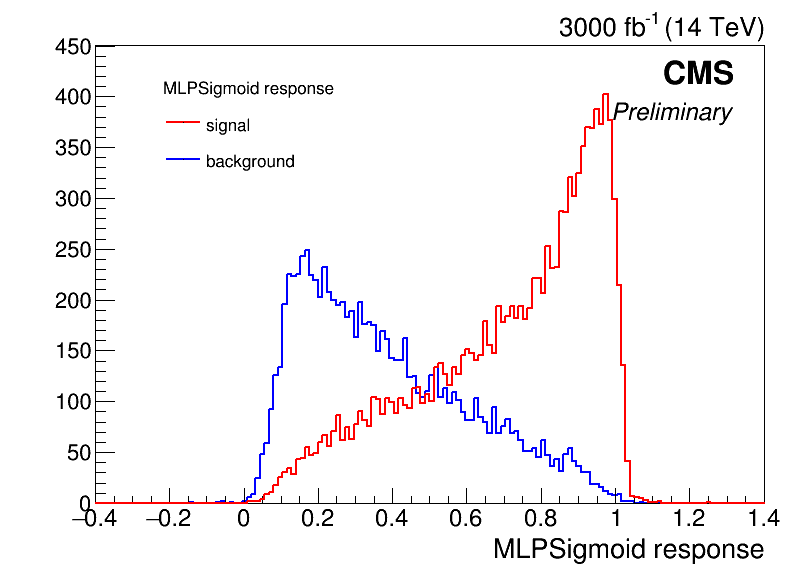 3000 fb⁻¹ (14 TeV)
450
CMS
MLPSigmoid response
400
Preliminary
signal
350
background
300
250
200
150
100
50
0
−0.4 −0.2 0 0.2 0.4 0.6 0.8 1 1.2 1.4
MLPSigmoid response